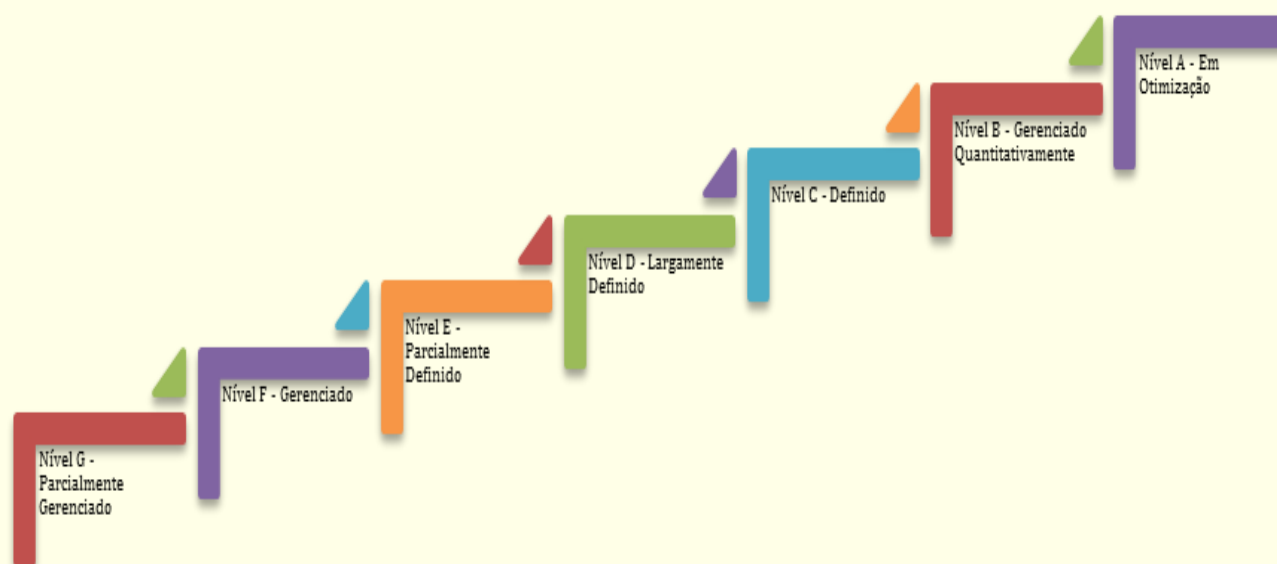 Nível A - Em
Otimização
Nível B - Gerenciado
Quantitativamente
Nível C - Definido
Nível D - Largamente
Definido
Nível E -
Parcialmente
Definido
Nível F - Gerenciado
Nível G -
Parcialmente
Gerenciado